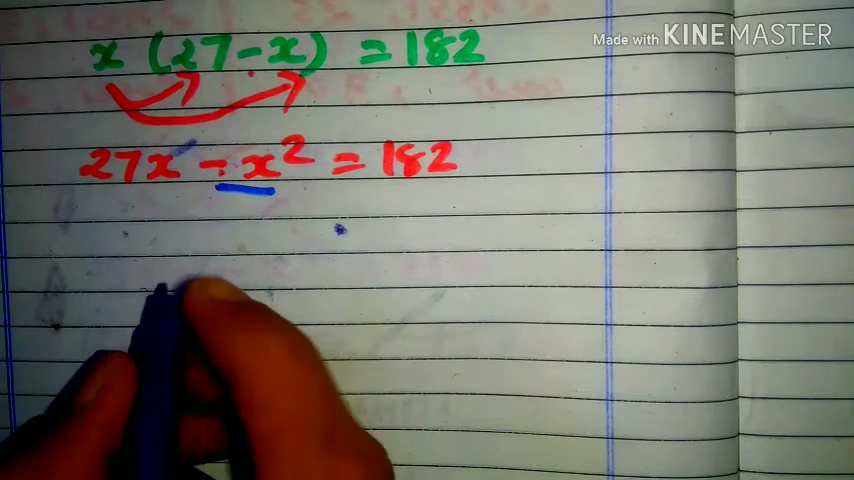 Made with KINEMASTER
x (27-x) = 182
27x - x² = 182